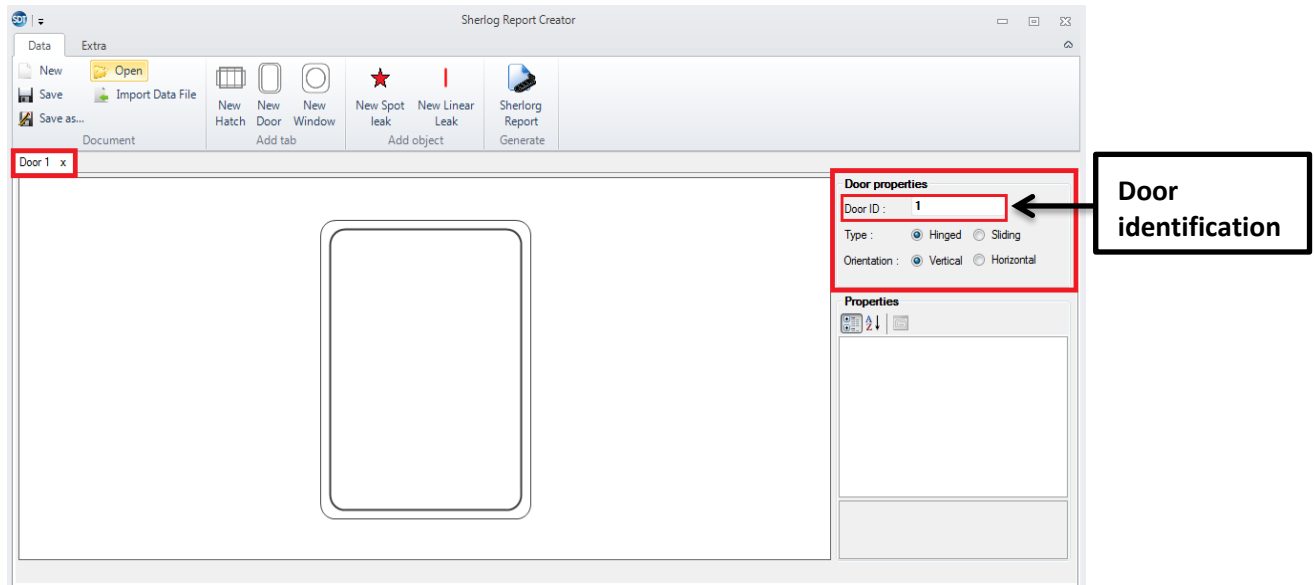 SDT
Sherlog Report Creator
Data Extra
New Open
Save Import Data File
Save as...
New Hatch
New Door
New Window
New Spot leak
New Linear Leak
Sherlorg Report
Document Add tab Add object Generate
Door 1 x
Door properties
Door ID : 1
Type : Hinged Sliding
Orientation : Vertical Horizontal
Properties
A
Z
Door
identification